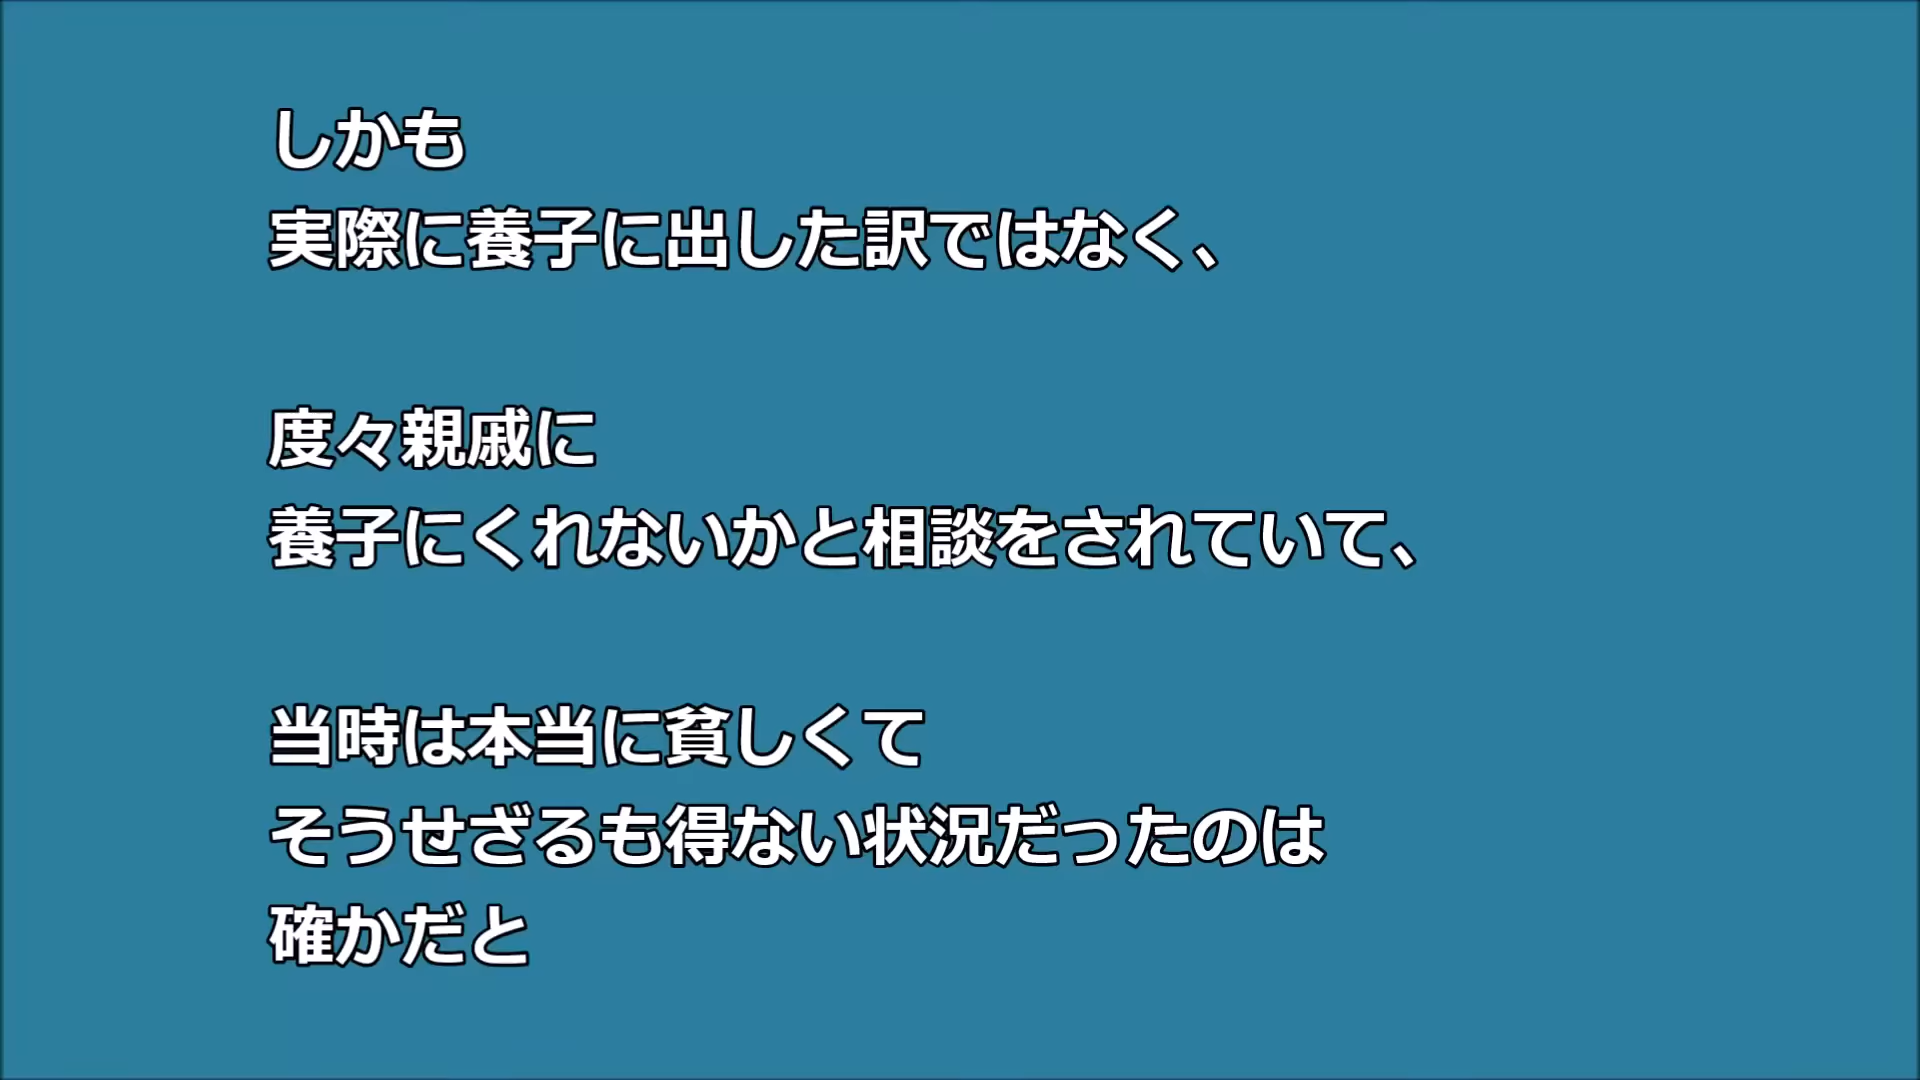 しかも
実際に養子に出した訳ではなく、
度々親戚に
養子にくれないかと相談をされていて、
当時は本当に貧しくて
そうせざるも得ない状況だったのは
確かだと